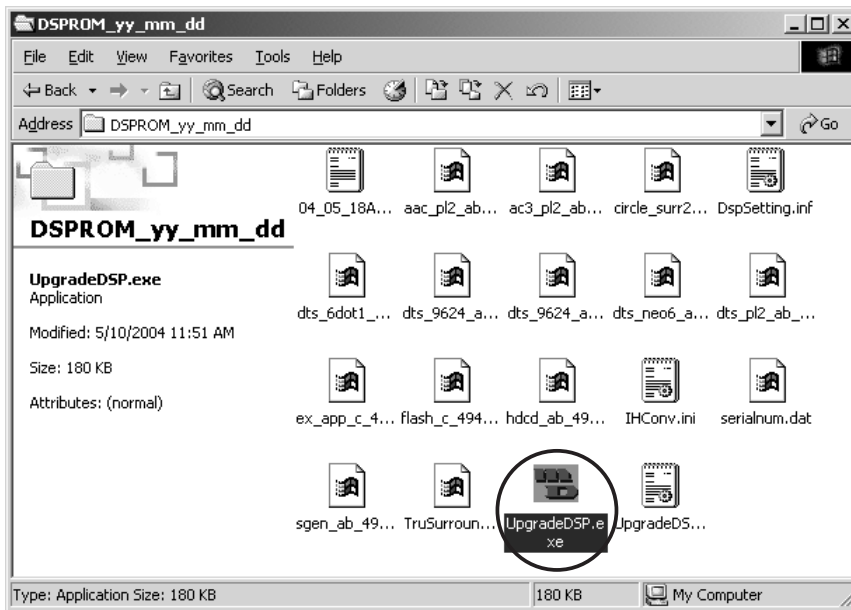 DSPROM_yy_mm_dd
File Edit View Favorites Tools Help
Back Search Folders
Address DSPROM_yy_mm_dd Go
DSPROM_yy_mm_dd
UpgradeDSP.exe
Application
Modified: 5/10/2004 11:51 AM
Size: 180 KB
Attributes: (normal)
04_05_18A... aac_pl2_ab... ac3_pl2_ab... circle_surr2... DspSetting.inf
dts_6dot1_... dts_9624_a... dts_9624_a... dts_neo6_a... dts_pl2_ab_...
ex_app_c_4... flash_c_494... hdcd_ab_49... IHConv.ini serialnum.dat
sgen_ab_49... TruSurroun... UpgradeDSP.e UpgradeDS...
xe
Type: Application Size: 180 KB 180 KB My Computer